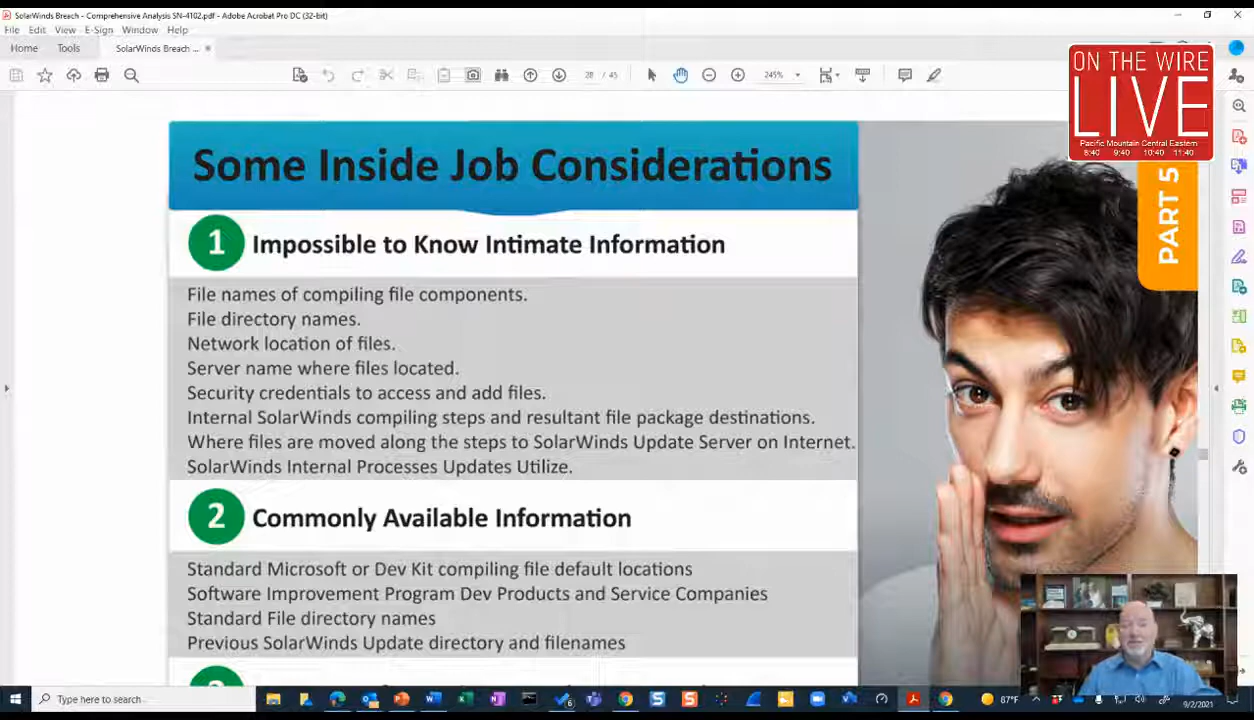 SolarWinds Breach - Comprehensive Analysis SN-4102.pdf - Adobe Acrobat Pro DC (32-bit)
File Edit View E-Sign Window Help
Home Tools SolarWinds Breach ...
28 / 45 245%
ON THE WIRE
LIVE
Pacific Mountain Central Eastern
8:40 9:40 10:40 11:40
PART 5
Some Inside Job Considerations
1 Impossible to Know Intimate Information
File names of compiling file components.
File directory names.
Network location of files.
Server name where files located.
Security credentials to access and add files.
Internal SolarWinds compiling steps and resultant file package destinations.
Where files are moved along the steps to SolarWinds Update Server on Internet.
SolarWinds Internal Processes Updates Utilize.
2 Commonly Available Information
Standard Microsoft or Dev Kit compiling file default locations
Software Improvement Program Dev Products and Service Companies
Standard File directory names
Previous SolarWinds Update directory and filenames
Type here to search
87°F
9/2/2021